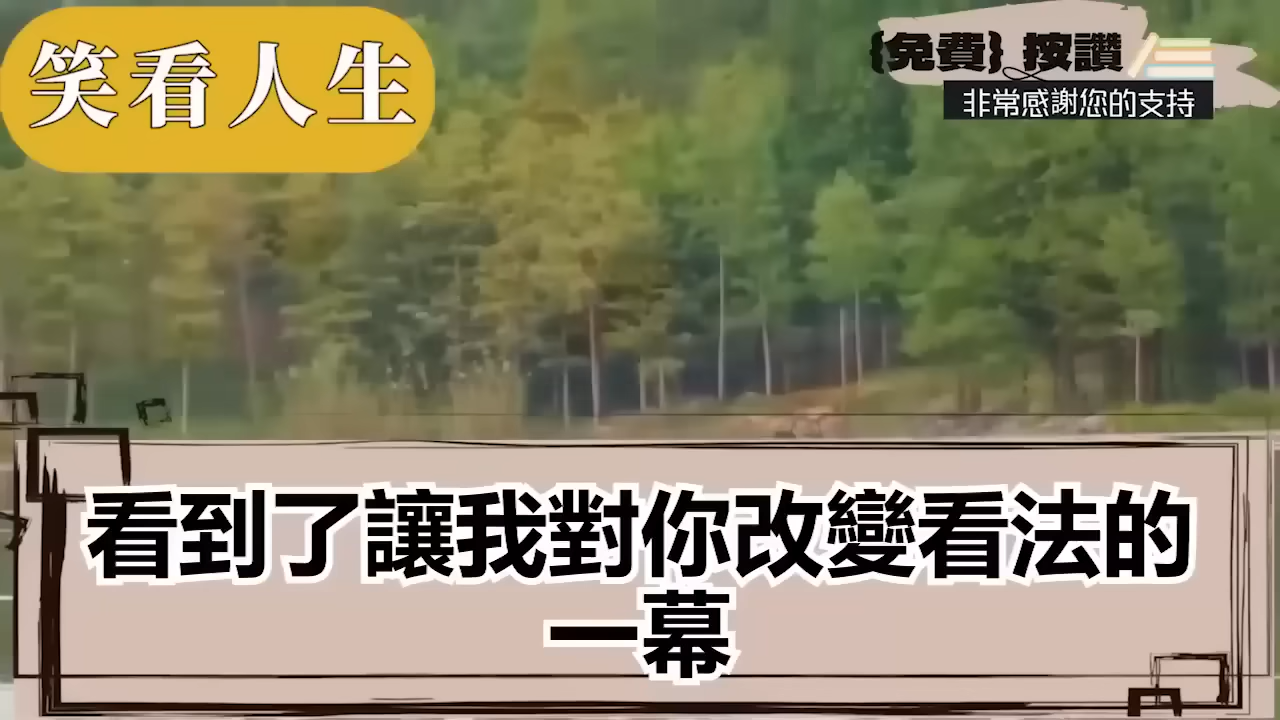 笑看人生
{免費} 按讚
非常感謝您的支持
看到了讓我對你改變看法的
一幕